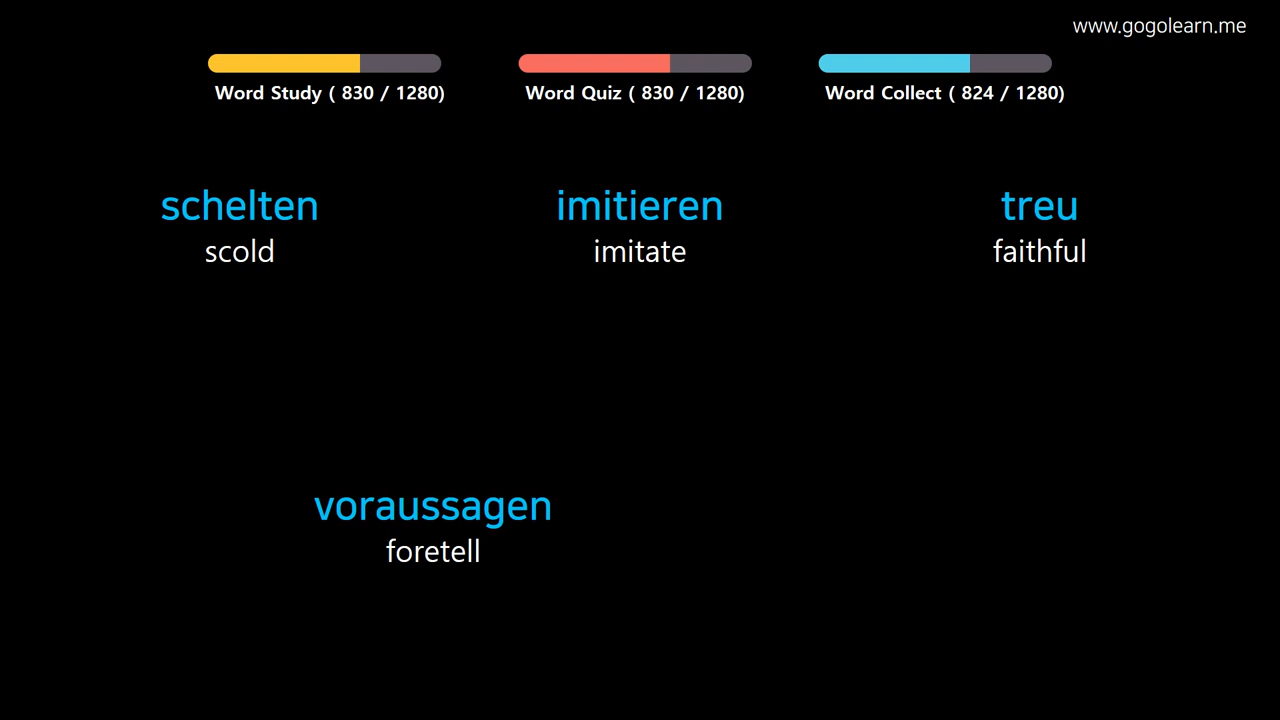 www.gogolearn.me
Word Study ( 830 / 1280)
Word Quiz ( 830 / 1280)
Word Collect ( 824 / 1280)
schelten
scold
imitieren
imitate
treu
faithful
voraussagen
foretell